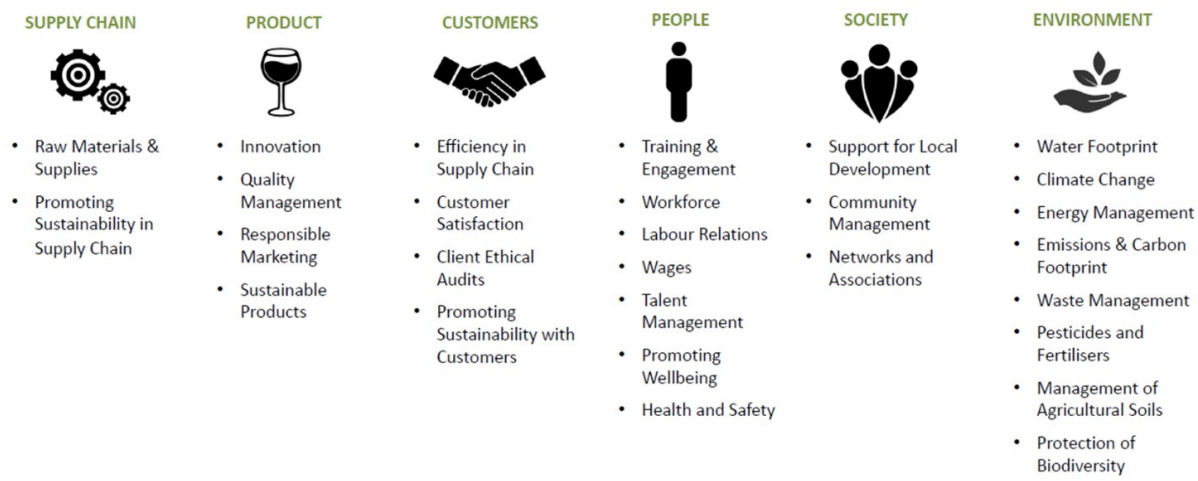 SUPPLY CHAIN
• Raw Materials &
Supplies
• Promoting
Sustainability in
Supply Chain
PRODUCT
• Innovation
• Quality
Management
• Responsible
Marketing
• Sustainable
Products
CUSTOMERS
• Efficiency in
Supply Chain
• Customer
Satisfaction
• Client Ethical
Audits
• Promoting
Sustainability with
Customers
PEOPLE
• Training &
Engagement
• Workforce
• Labour Relations
• Wages
• Talent
Management
• Promoting
Wellbeing
• Health and Safety
SOCIETY
• Support for Local
Development
• Community
Management
• Networks and
Associations
ENVIRONMENT
• Water Footprint
• Climate Change
• Energy Management
• Emissions & Carbon
Footprint
• Waste Management
• Pesticides and
Fertilisers
• Management of
Agricultural Soils
• Protection of
Biodiversity